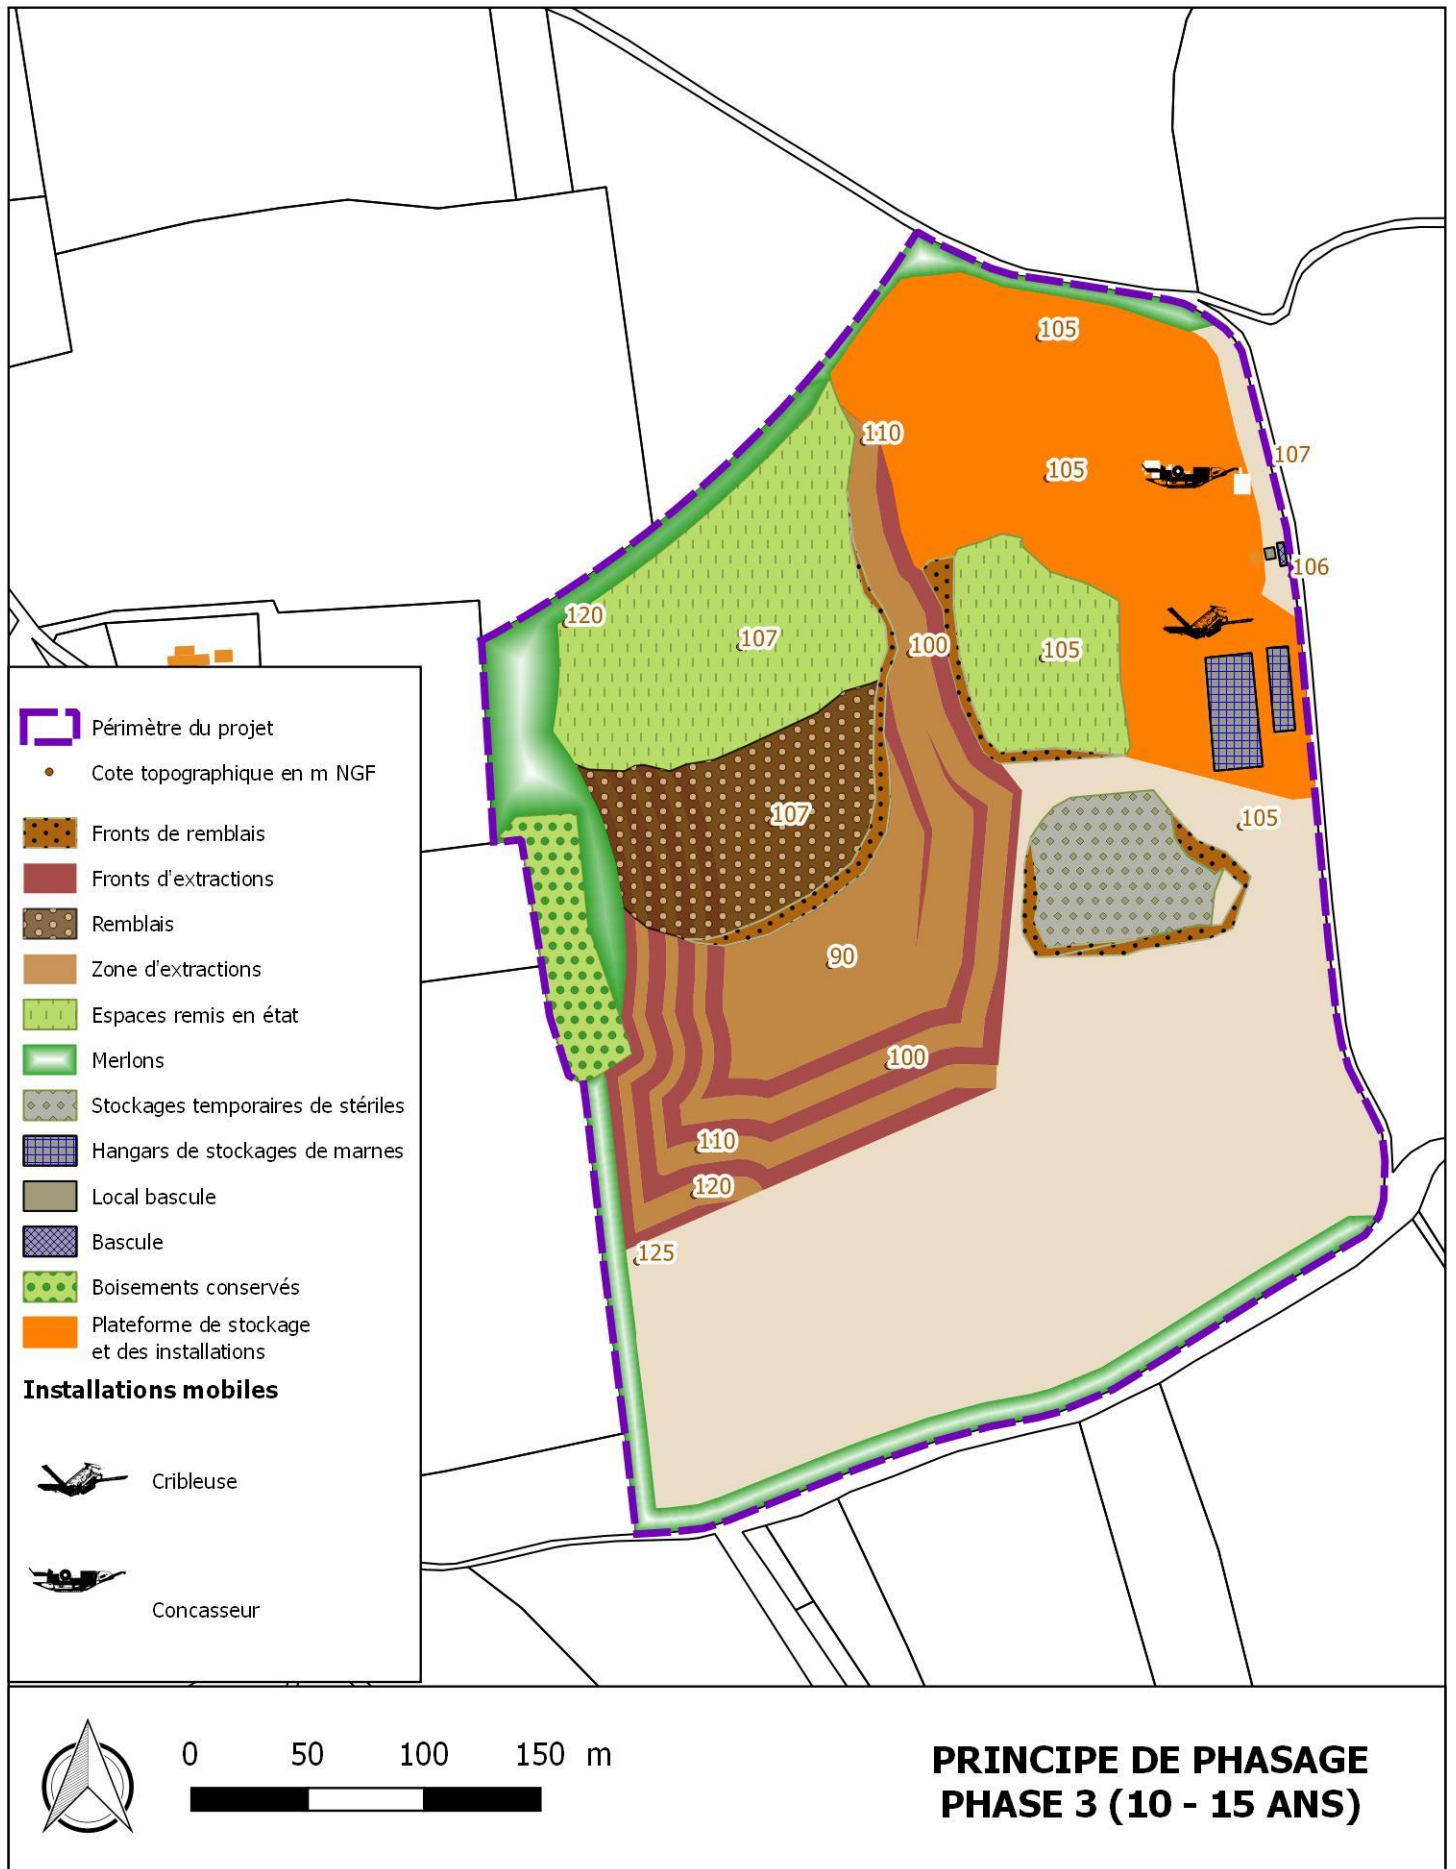 105
110
105
107
106
120
107
100
105
107
105
90
100
110
120
125
Périmètre du projet
Cote topographique en m NGF
Fronts de remblais
Fronts d'extractions
Remblais
Zone d'extractions
Espaces remis en état
Merlons
Stockages temporaires de stériles
Hangars de stockages de marnes
Local bascule
Bascule
Boisements conservés
Plateforme de stockage
et des installations
Installations mobiles
Cribleuse
Concasseur
0 50 100 150 m
PRINCIPE DE PHASAGE
PHASE 3 (10 - 15 ANS)